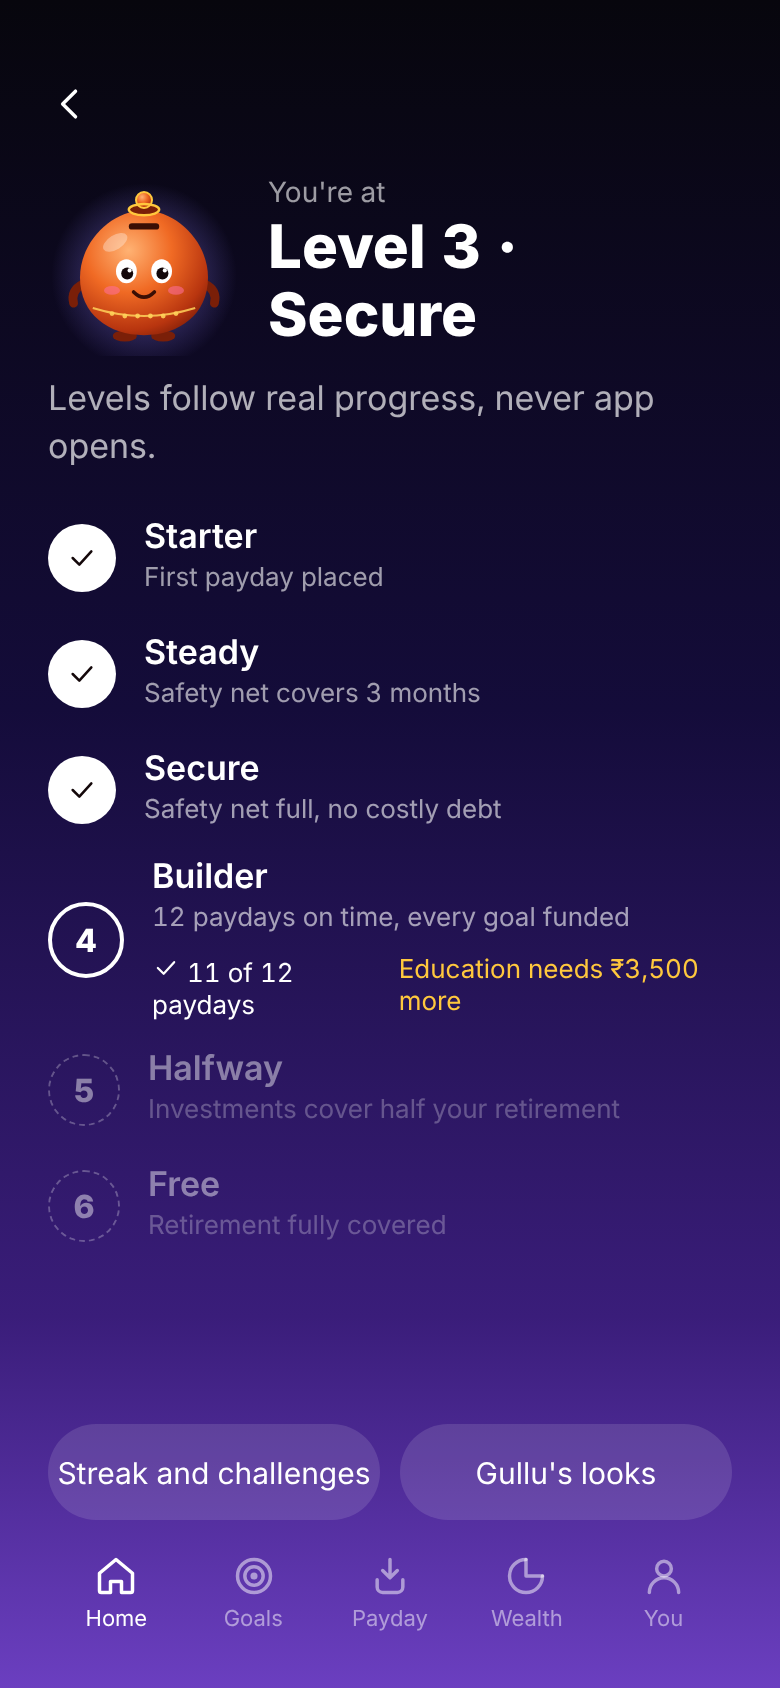 You're at
Level 3 ·
Secure
Levels follow real progress, never app
opens.
Starter
First payday placed
Steady
Safety net covers 3 months
Secure
Safety net full, no costly debt
Builder
12 paydays on time, every goal funded
4
✓ 11 of 12
paydays
Education needs ₹3,500
more
Halfway
5
Investments cover half your retirement
Free
6
Retirement fully covered
Streak and challenges
Gullu's looks
Home
Goals
Payday
Wealth
You